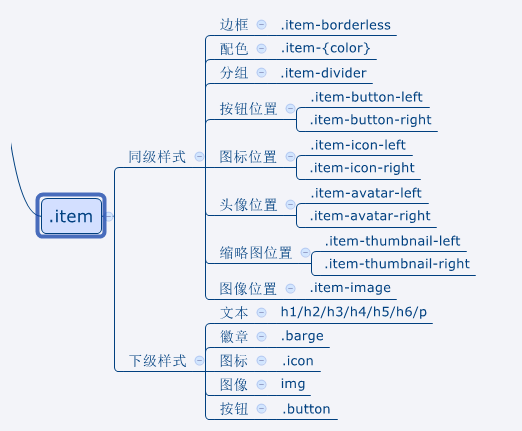 边框 .item-borderless
配色 .item-{color}
分组 .item-divider
按钮位置
.item-button-left
.item-button-right
同级样式
图标位置
.item-icon-left
.item-icon-right
头像位置
.item-avatar-left
.item-avatar-right
.item
缩略图位置
.item-thumbnail-left
.item-thumbnail-right
图像位置 .item-image
文本 h1/h2/h3/h4/h5/h6/p
徽章 .barge
下级样式
图标 .icon
图像 img
按钮 .button